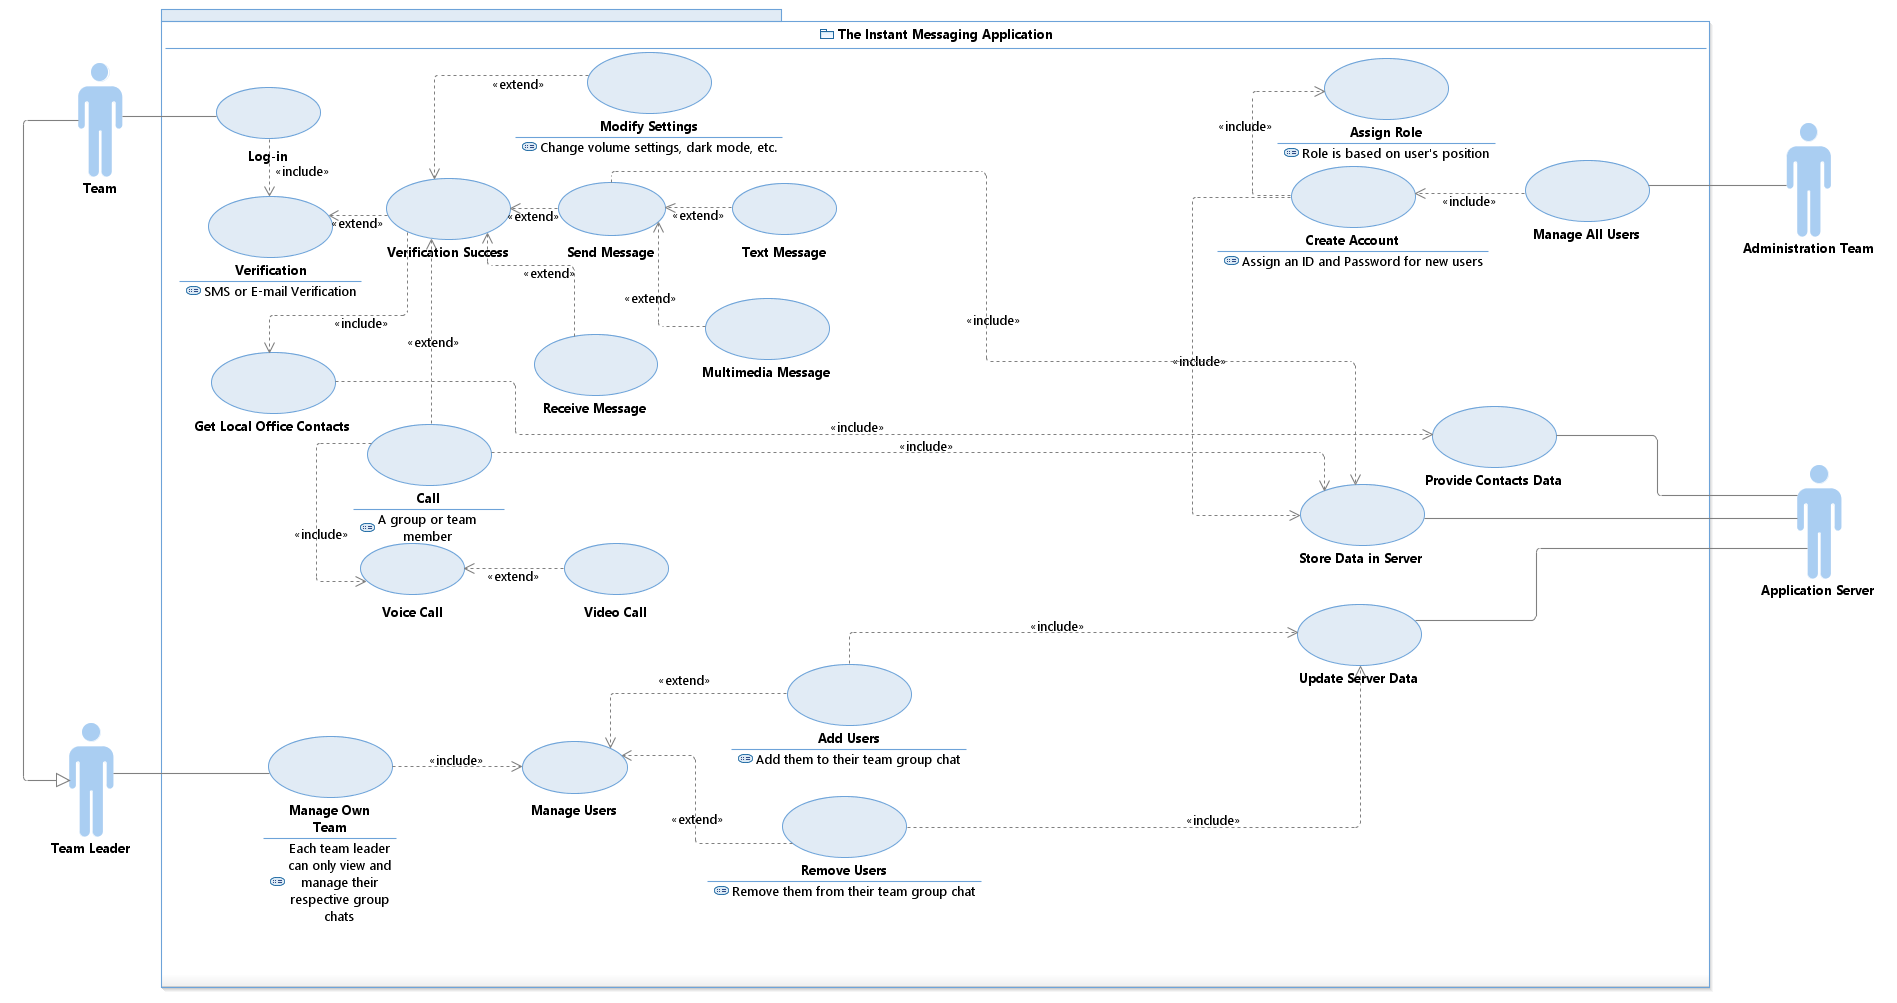 The Instant Messaging Application
«extend»
Modify Settings
Change volume settings, dark mode, etc.
Log-in
«include»
Team
«include»
Assign Role
Role is based on user's position
Verification
SMS or E-mail Verification
«extend»
Verification Success
«extend»
Send Message
«extend»
Text Message
«include»
Create Account
Assign an ID and Password for new users
Manage All Users
Administration Team
«extend»
«extend»
«include»
«include»
«extend»
«include»
Get Local Office Contacts
Receive Message
Multimedia Message
«include»
«include»
Call
A group or team
member
Provide Contacts Data
«include»
Store Data in Server
«extend»
Voice Call
Video Call
Application Server
«include»
Update Server Data
«extend»
Add Users
Add them to their team group chat
«include»
Manage Own
Team
Each team leader
can only view and
manage their
respective group
chats
Manage Users
Team Leader
«extend»
«include»
Remove Users
Remove them from their team group chat